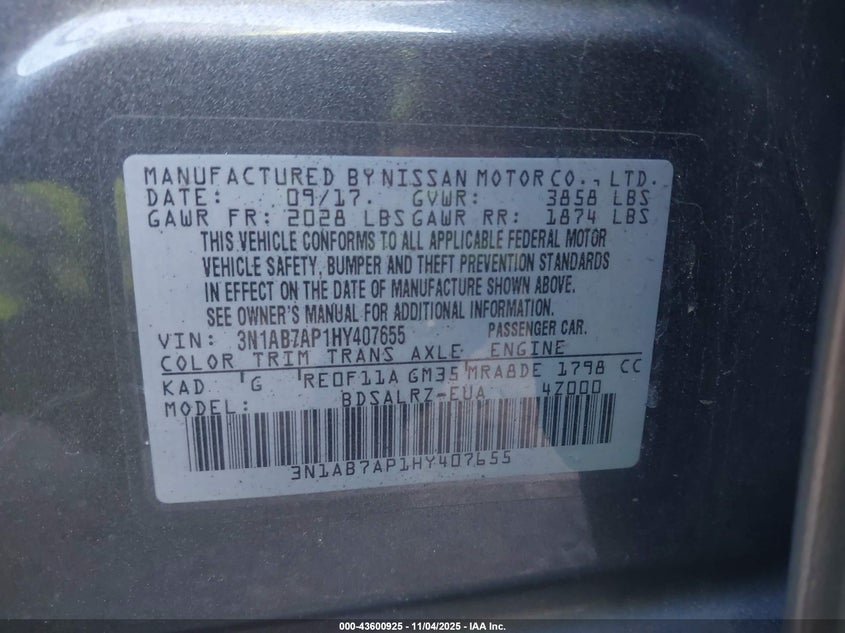 MANUFACTURED BY NISSAN MOTOR CO., LTD.
DATE: 09/17. GVWR: 3858 LBS
GAWR FR: 2028 LBS GAWR RR: 1874 LBS
THIS VEHICLE CONFORMS TO ALL APPLICABLE FEDERAL MOTOR
VEHICLE SAFETY, BUMPER AND THEFT PREVENTION STANDARDS
IN EFFECT ON THE DATE OF MANUFACTURE SHOWN ABOVE.
SEE OWNER'S MANUAL FOR ADDITIONAL INFORMATION.
VIN: 3N1AB7AP1HY407655 PASSENGER CAR.
COLOR TRIM TRANS AXLE ENGINE
KAD G RE0F11A GM35 MRA8DE 1798 CC
MODEL: BDSALRZ-EUA 4Z000
3N1AB7AP1HY407655
000-43600925 - 11/04/2025 - IAA Inc.